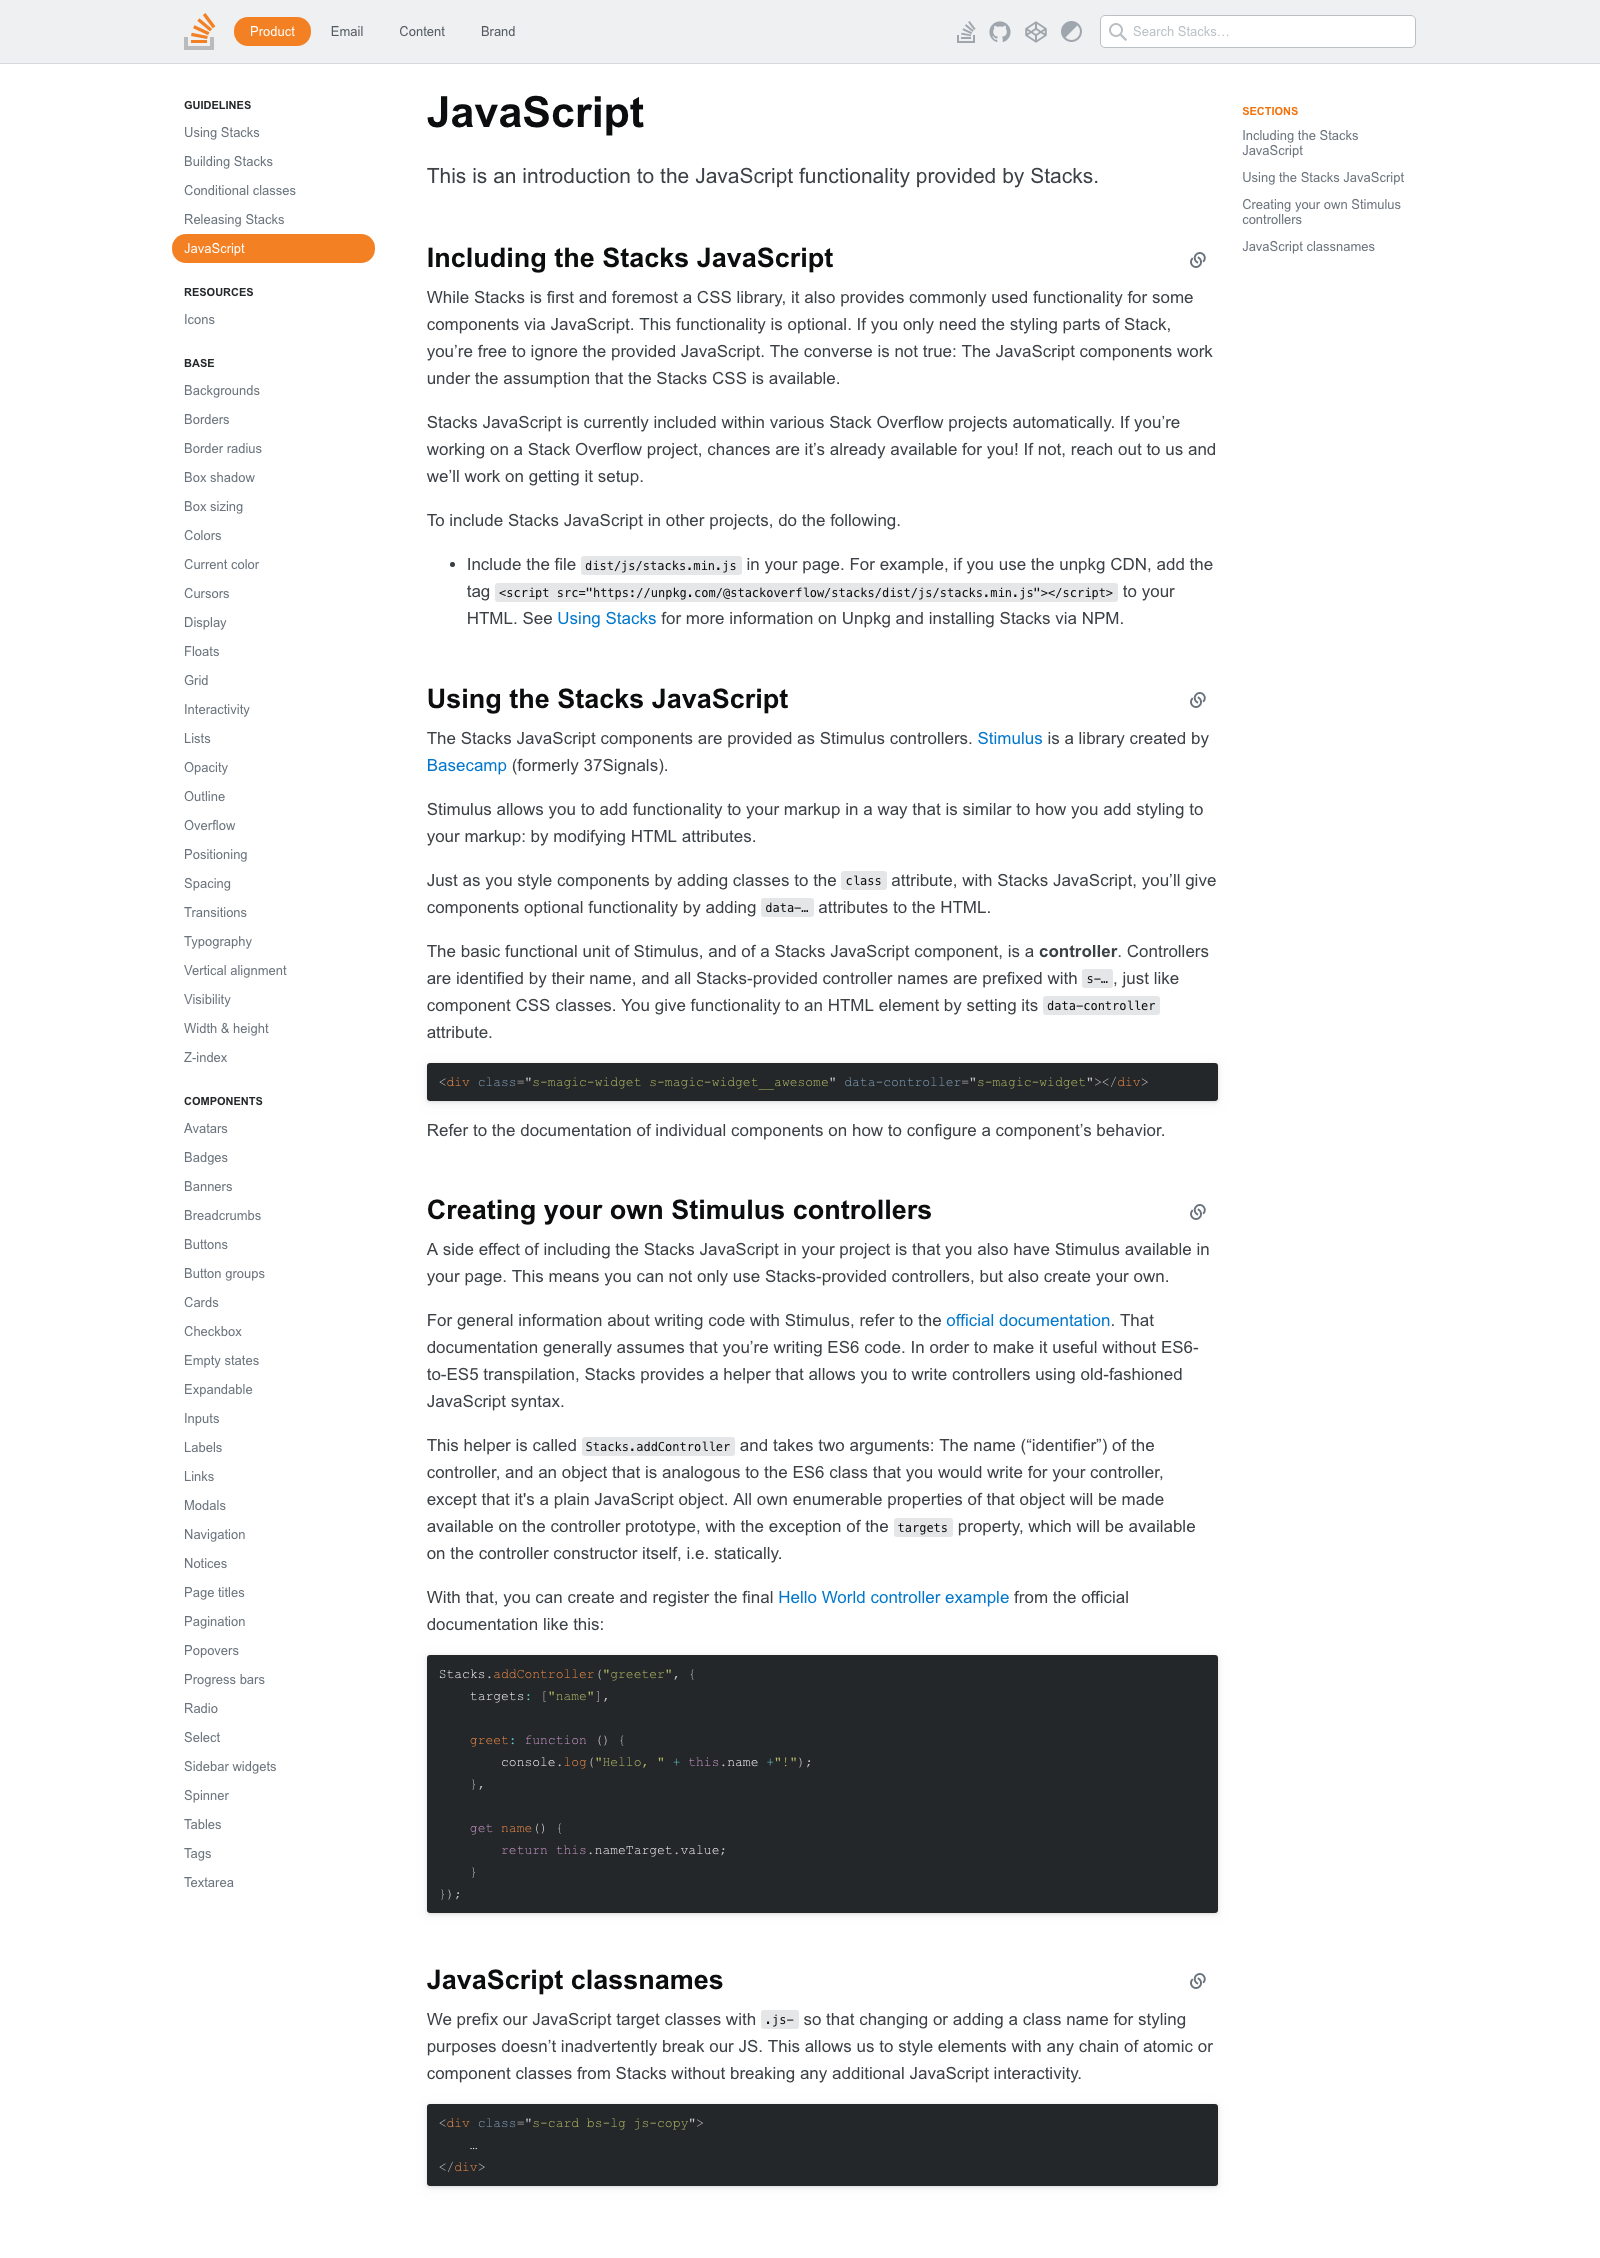 Product
Email
Content
Brand
Search Stacks…
GUIDELINES
Using Stacks
Building Stacks
Conditional classes
Releasing Stacks
JavaScript
RESOURCES
Icons
BASE
Backgrounds
Borders
Border radius
Box shadow
Box sizing
Colors
Current color
Cursors
Display
Floats
Grid
Interactivity
Lists
Opacity
Outline
Overflow
Positioning
Spacing
Transitions
Typography
Vertical alignment
Visibility
Width & height
Z-index
COMPONENTS
Avatars
Badges
Banners
Breadcrumbs
Buttons
Button groups
Cards
Checkbox
Empty states
Expandable
Inputs
Labels
Links
Modals
Navigation
Notices
Page titles
Pagination
Popovers
Progress bars
Radio
Select
Sidebar widgets
Spinner
Tables
Tags
Textarea
JavaScript
This is an introduction to the JavaScript functionality provided by Stacks.
Including the Stacks JavaScript
While Stacks is first and foremost a CSS library, it also provides commonly used functionality for some
components via JavaScript. This functionality is optional. If you only need the styling parts of Stack,
you’re free to ignore the provided JavaScript. The converse is not true: The JavaScript components work
under the assumption that the Stacks CSS is available.
Stacks JavaScript is currently included within various Stack Overflow projects automatically. If you’re
working on a Stack Overflow project, chances are it’s already available for you! If not, reach out to us and
we’ll work on getting it setup.
To include Stacks JavaScript in other projects, do the following.
• Include the file dist/js/stacks.min.js in your page. For example, if you use the unpkg CDN, add the
tag <script src="https://unpkg.com/@stackoverflow/stacks/dist/js/stacks.min.js"></script> to your
HTML. See Using Stacks for more information on Unpkg and installing Stacks via NPM.
Using the Stacks JavaScript
The Stacks JavaScript components are provided as Stimulus controllers. Stimulus is a library created by
Basecamp (formerly 37Signals).
Stimulus allows you to add functionality to your markup in a way that is similar to how you add styling to
your markup: by modifying HTML attributes.
Just as you style components by adding classes to the class attribute, with Stacks JavaScript, you’ll give
components optional functionality by adding data-… attributes to the HTML.
The basic functional unit of Stimulus, and of a Stacks JavaScript component, is a controller. Controllers
are identified by their name, and all Stacks-provided controller names are prefixed with s-…, just like
component CSS classes. You give functionality to an HTML element by setting its data-controller
attribute.
<div class="s-magic-widget s-magic-widget__awesome" data-controller="s-magic-widget"></div>
Refer to the documentation of individual components on how to configure a component’s behavior.
Creating your own Stimulus controllers
A side effect of including the Stacks JavaScript in your project is that you also have Stimulus available in
your page. This means you can not only use Stacks-provided controllers, but also create your own.
For general information about writing code with Stimulus, refer to the official documentation. That
documentation generally assumes that you’re writing ES6 code. In order to make it useful without ES6-
to-ES5 transpilation, Stacks provides a helper that allows you to write controllers using old-fashioned
JavaScript syntax.
This helper is called Stacks.addController and takes two arguments: The name (“identifier”) of the
controller, and an object that is analogous to the ES6 class that you would write for your controller,
except that it's a plain JavaScript object. All own enumerable properties of that object will be made
available on the controller prototype, with the exception of the targets property, which will be available
on the controller constructor itself, i.e. statically.
With that, you can create and register the final Hello World controller example from the official
documentation like this:
Stacks.addController("greeter", {
targets: ["name"],
greet: function () {
console.log("Hello, " + this.name +"!");
},
get name() {
return this.nameTarget.value;
}
});
JavaScript classnames
We prefix our JavaScript target classes with .js- so that changing or adding a class name for styling
purposes doesn’t inadvertently break our JS. This allows us to style elements with any chain of atomic or
component classes from Stacks without breaking any additional JavaScript interactivity.
<div class="s-card bs-lg js-copy">
…
</div>
SECTIONS
Including the Stacks
JavaScript
Using the Stacks JavaScript
Creating your own Stimulus
controllers
JavaScript classnames